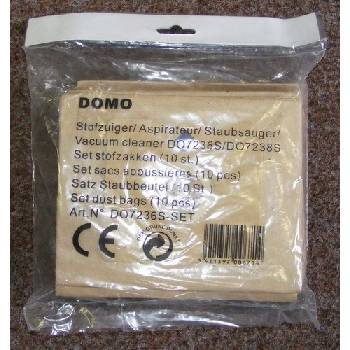 DOMO
Stofzuiger/ Aspirateur/ Staubsauger/
Vacuum cleaner DO7236S/DO7238S
Set stofzakken (10 st.)
Set sacs apoussieres (10 pcs)
Satz Staubbeutel (10 St.)
Set dust bags (10 pcs)
Art.N° DO7236S-SET
CE